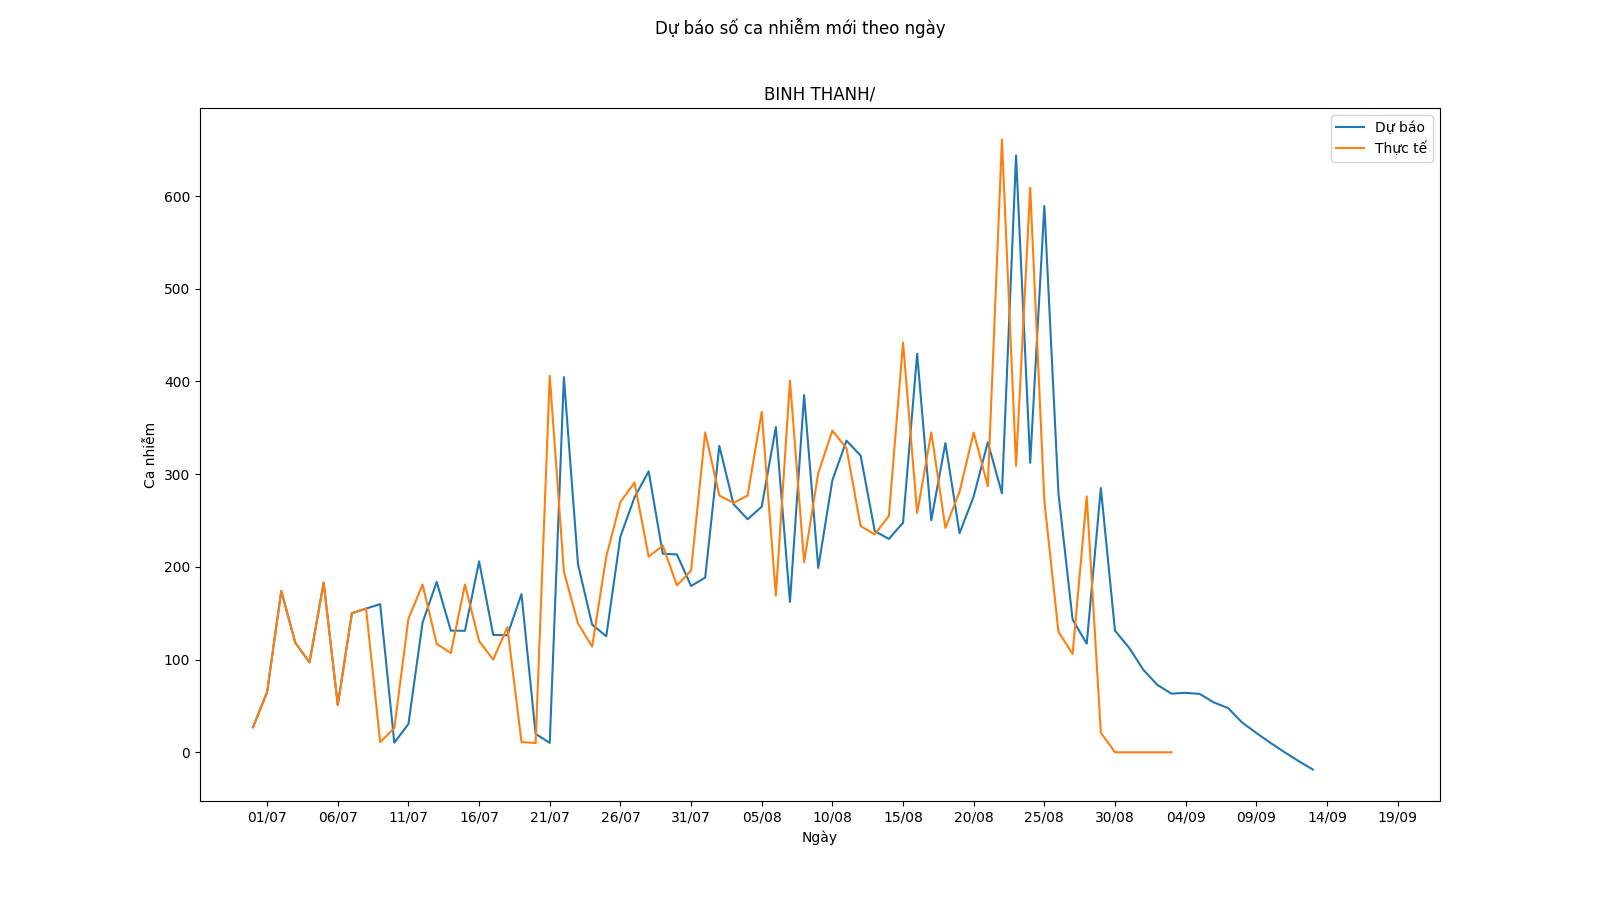 Dự báo số ca nhiễm mới theo ngày
BINH THANH/
Dự báo
Thực tế
600
500
400
300
200
100
0
Ca nhiễm
01/07 06/07 11/07 16/07 21/07 26/07 31/07 05/08 10/08 15/08 20/08 25/08 30/08 04/09 09/09 14/09 19/09
Ngày